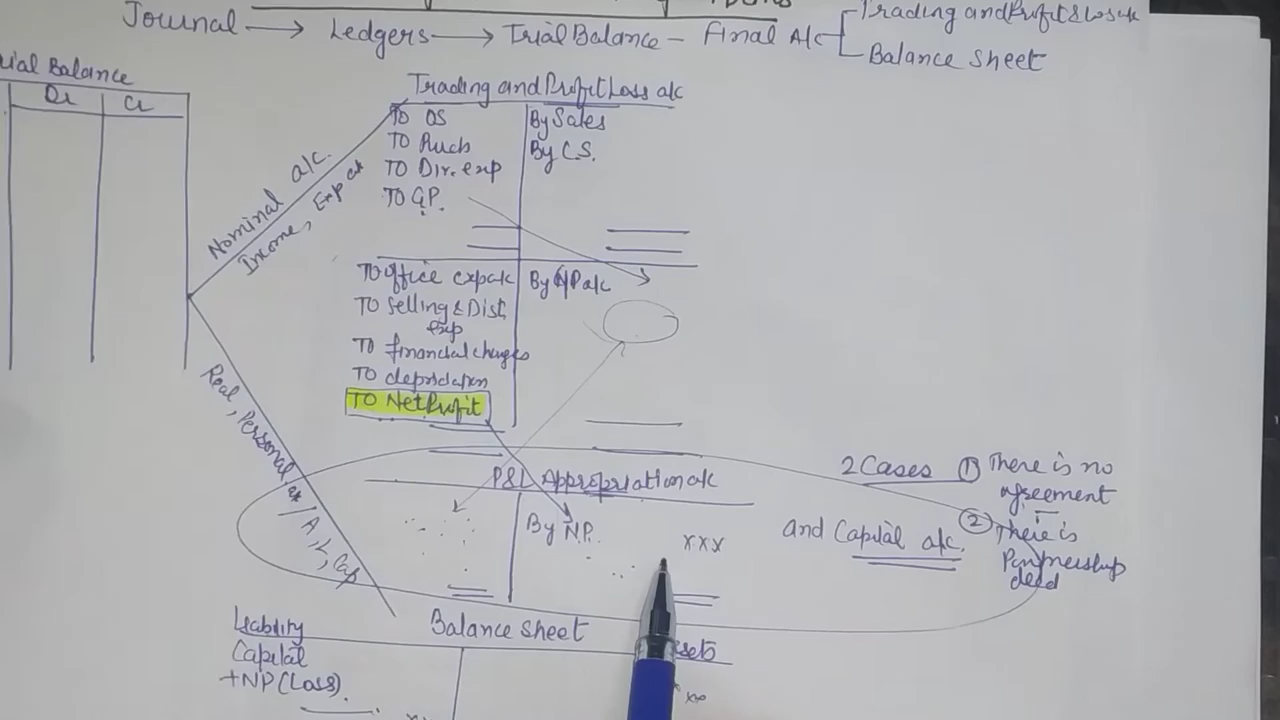 Journal → Ledgers → Trial Balance – Final A/c
Trading and Profit & Loss a/c
Balance Sheet
ial Balance
Dr Cr
Trading and Profit Loss a/c
To OS By Sales
To Purch By C.S.
To Dir. exp
To G.P.
Nominal a/c.
Income, Exp a/c
To office exp a/c By G/P a/c
To Selling & Dist.
exp
To financial charges
To depreciation
To Net Profit
Real, Personal a/c / A, L, Cap
P&L Appropriation a/c
By N.P. xxx
and Capital a/c.
2 Cases ① There is no
agreement
② There is
Partnership
deed
Balance Sheet
Liability sets
Capital
+NP (Loss).